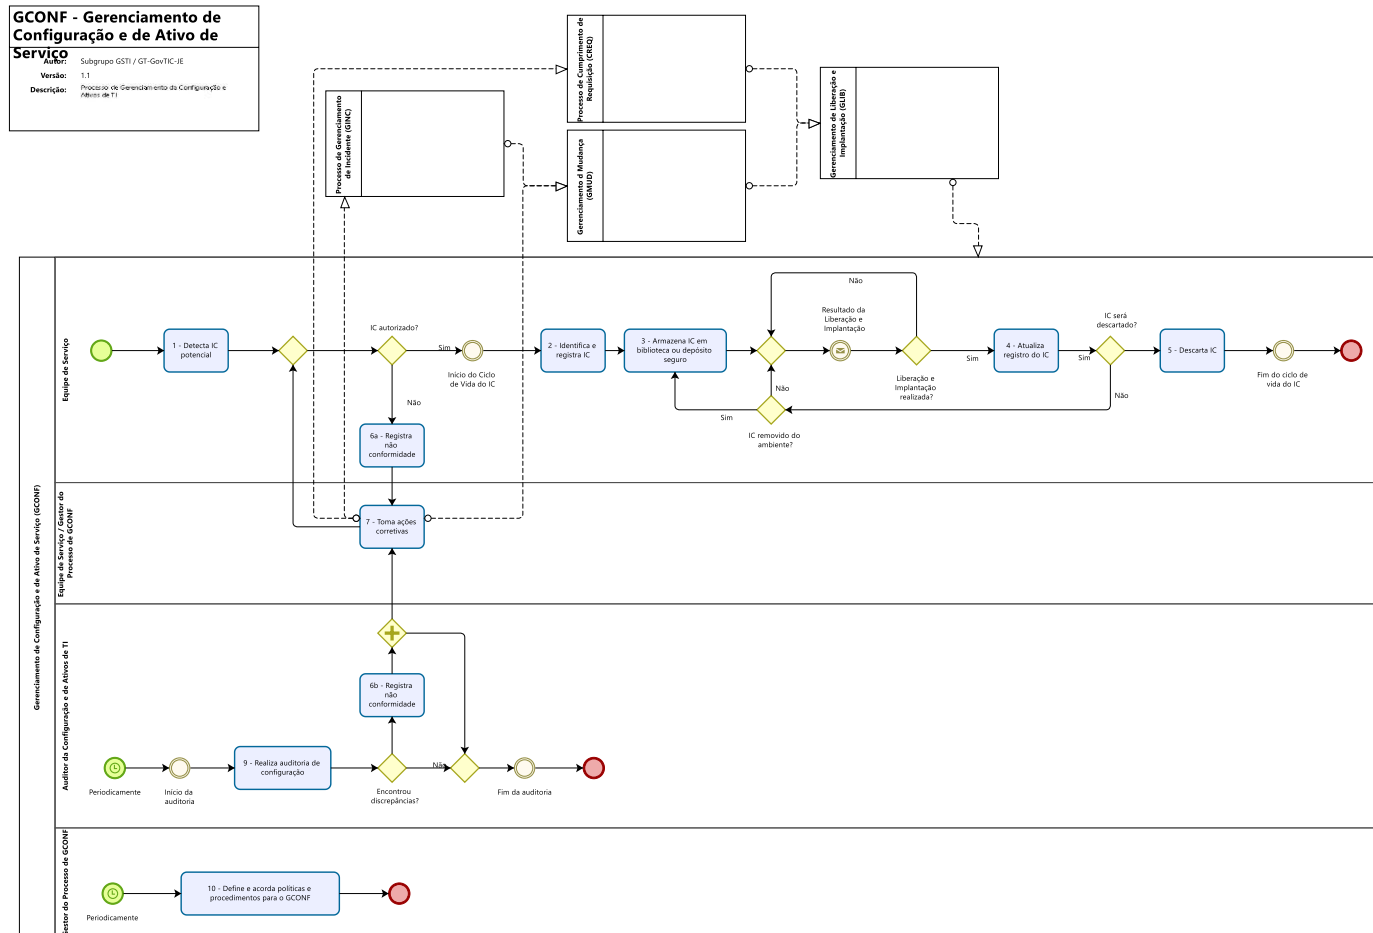 GCONF - Gerenciamento de
Configuração e de Ativo de
Serviço
Autor: Subgrupo GSTI / GT-GovTIC-JE
Versão: 1.1
Descrição: Processo de Gerenciamento da Configuração e
Ativos de TI
Processo de Gerenciamento
de Incidente (GINC)
Processo de Cumprimento de
Requisição (CREQ)
Gerenciamento d Mudança
(GMUD)
Gerenciamento de Liberação e
Implantação (GLIB)
Gerenciamento de Configuração e de Ativo de Serviço (GCONF)
Equipe de Serviço
1 - Detecta IC
potencial
IC autorizado?
Sim
Início do Ciclo
de Vida do IC
Não
6a - Registra
não
conformidade
2 - Identifica e
registra IC
3 - Armazena IC em
biblioteca ou depósito
seguro
Não
Resultado da
Liberação e
Implantação
Liberação e
Implantação
realizada?
Sim
4 - Atualiza
registro do IC
IC será
descartado?
Sim
5 - Descarta IC
Fim do ciclo de
vida do IC
Não
Não
Sim
IC removido do
ambiente?
Equipe de Serviço / Gestor do
Processo de GCONF
7 - Toma ações
corretivas
Auditor da Configuração e de Ativos de TI
6b - Registra
não
conformidade
Periodicamente
Início da
auditoria
9 - Realiza auditoria de
configuração
Encontrou
discrepâncias?
Não
Fim da auditoria
Gestor do Processo de GCONF
Periodicamente
10 - Define e acorda políticas e
procedimentos para o GCONF